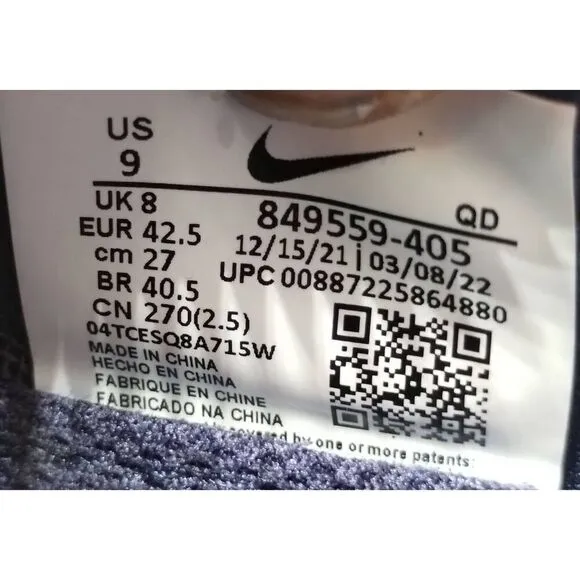 US
9
UK 8
EUR 42.5
cm 27
BR 40.5
CN 270(2.5)
04TCESQ8A715W
MADE IN CHINA
HECHO EN CHINA
FABRIQUE EN CHINE
FABRICADO NA CHINA
849559-405 QD
12/15/21 | 03/08/22
UPC 00887225864880
covered by one or more patents: